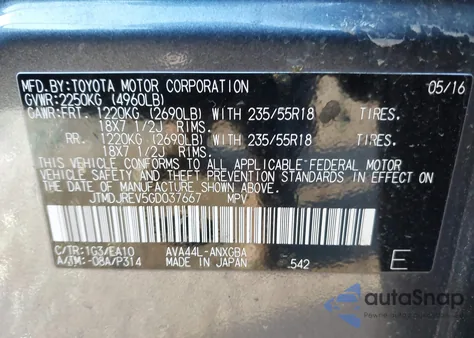 MFD.BY:TOYOTA MOTOR CORPORATION 05/16
GVWR:2250KG (4960LB)
GAWR:FRT. 1220KG (2690LB) WITH 235/55R18 TIRES.
18X7 1/2J RIMS.
RR. 1220KG (2690LB) WITH 235/55R18 TIRES.
18X7 1/2J RIMS.
THIS VEHICLE CONFORMS TO ALL APPLICABLE FEDERAL MOTOR
VEHICLE SAFETY AND BUMPER STANDARDS IN EFFECT ON
THE DATE OF MANUFACTURE SHOWN ABOVE.
JTMDJREV5GD037667 MPV
C/TR:1G3/EA10 AVA44L-ANXGBA
A/TM:-08A/P314 MADE IN JAPAN .542 E
autoSnap